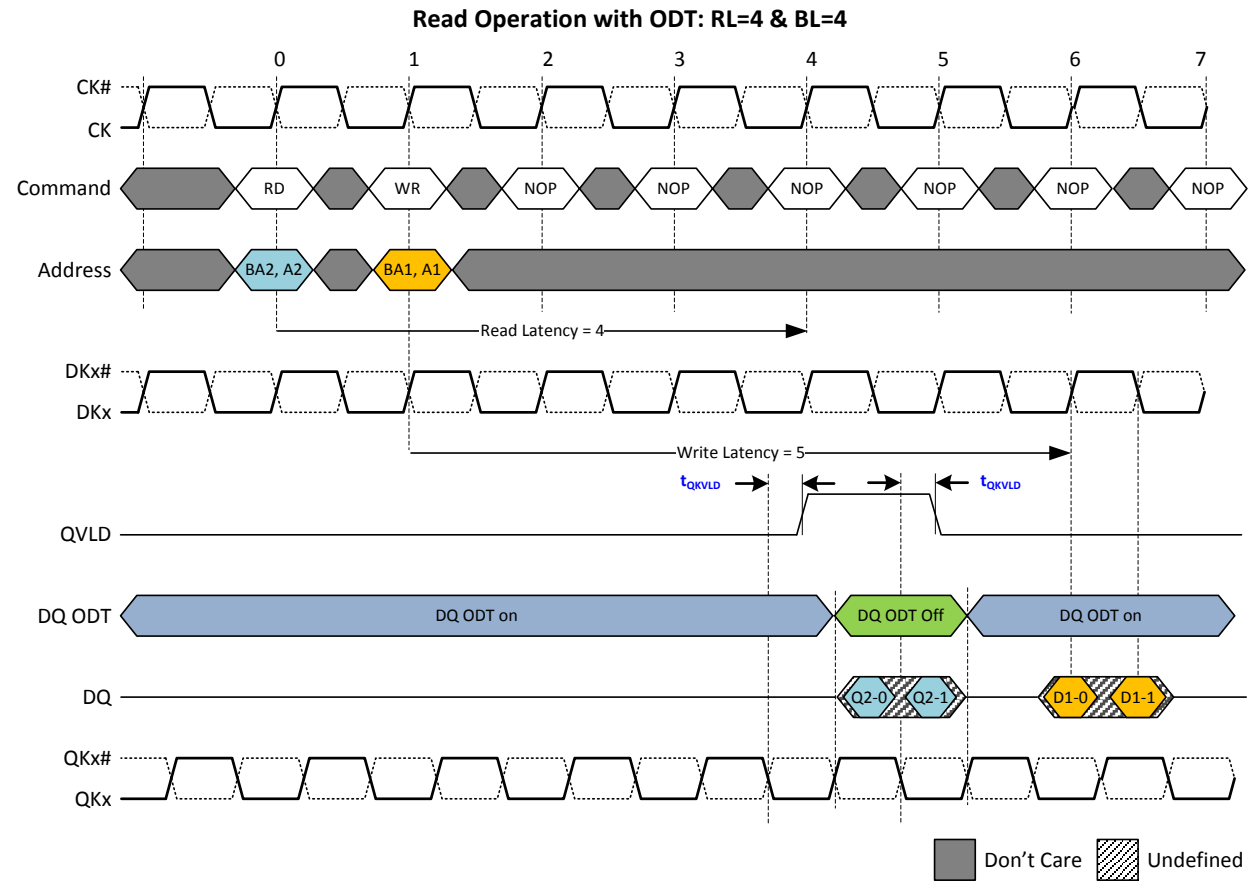 Read Operation with ODT: RL=4 & BL=4
0 1 2 3 4 5 6 7
CK#
CK
Command RD WR NOP NOP NOP NOP NOP NOP
Address BA2, A2 BA1, A1
Read Latency = 4
DKx#
DKx
Write Latency = 5
tQKVLD tQKVLD
QVLD
DQ ODT DQ ODT on DQ ODT Off DQ ODT on
DQ Q2-0 Q2-1 D1-0 D1-1
QKx#
QKx
Don't Care Undefined